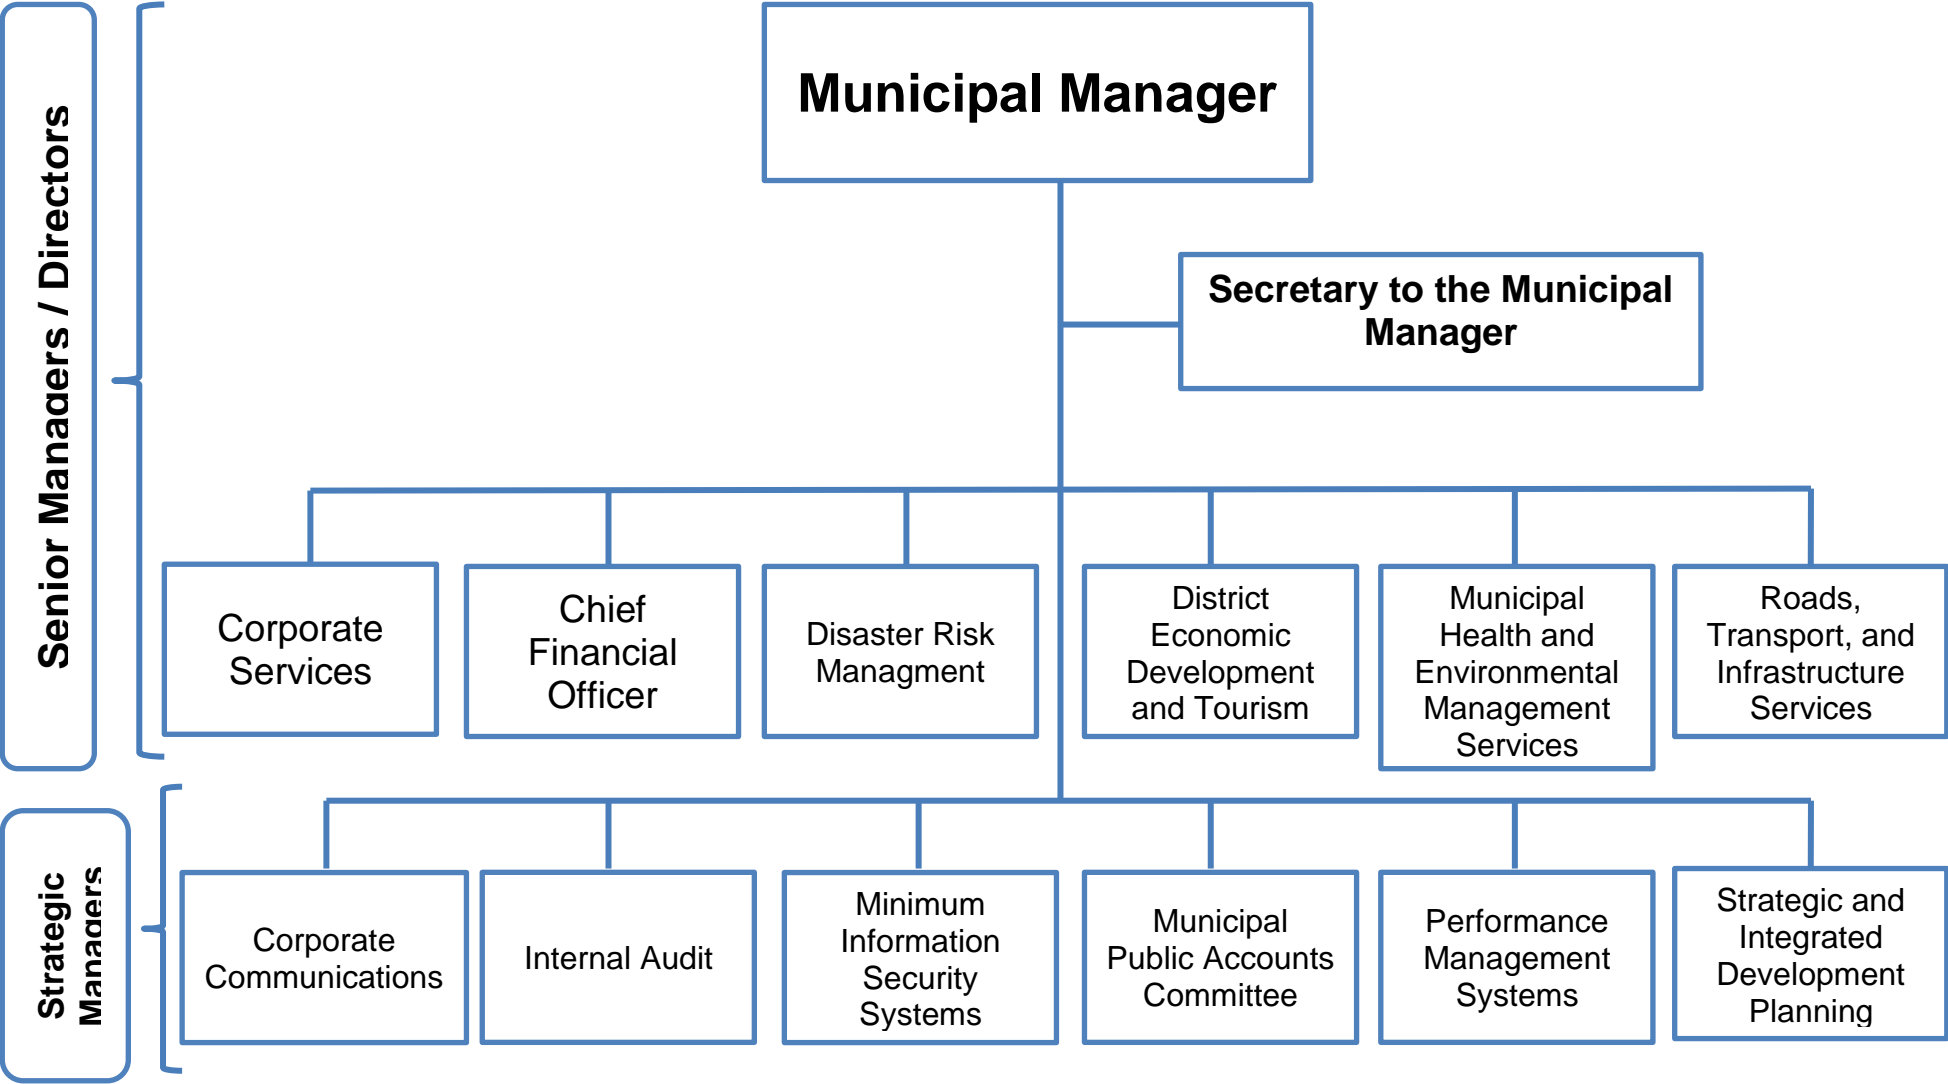 Senior Managers / Directors
Municipal Manager
Secretary to the Municipal
Manager
Corporate
Services
Chief
Financial
Officer
Disaster Risk
Managment
District
Economic
Development
and Tourism
Municipal
Health and
Environmental
Management
Services
Roads,
Transport, and
Infrastructure
Services
Strategic
Managers
Corporate
Communications
Internal Audit
Minimum
Information
Security
Systems
Municipal
Public Accounts
Committee
Performance
Management
Systems
Strategic and
Integrated
Development
Planning